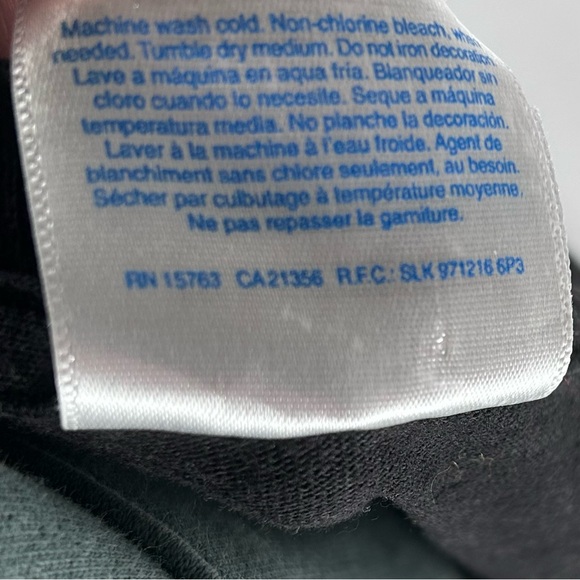 Machine wash cold. Non-chlorine bleach, when
needed. Tumble dry medium. Do not iron decoration.
Lave a máquina en aqua fría. Blanqueador sin
cloro cuando lo necesite. Seque a máquina
temperatura media. No planche la decoración.
Laver à la machine à l'eau froide. Agent de
blanchiment sans chlore seulement, au besoin.
Sécher par culbutage à température moyenne.
Ne pas repasser la garniture.
RN 15763 CA21356 R.F.C.: SLK 971216 6P3